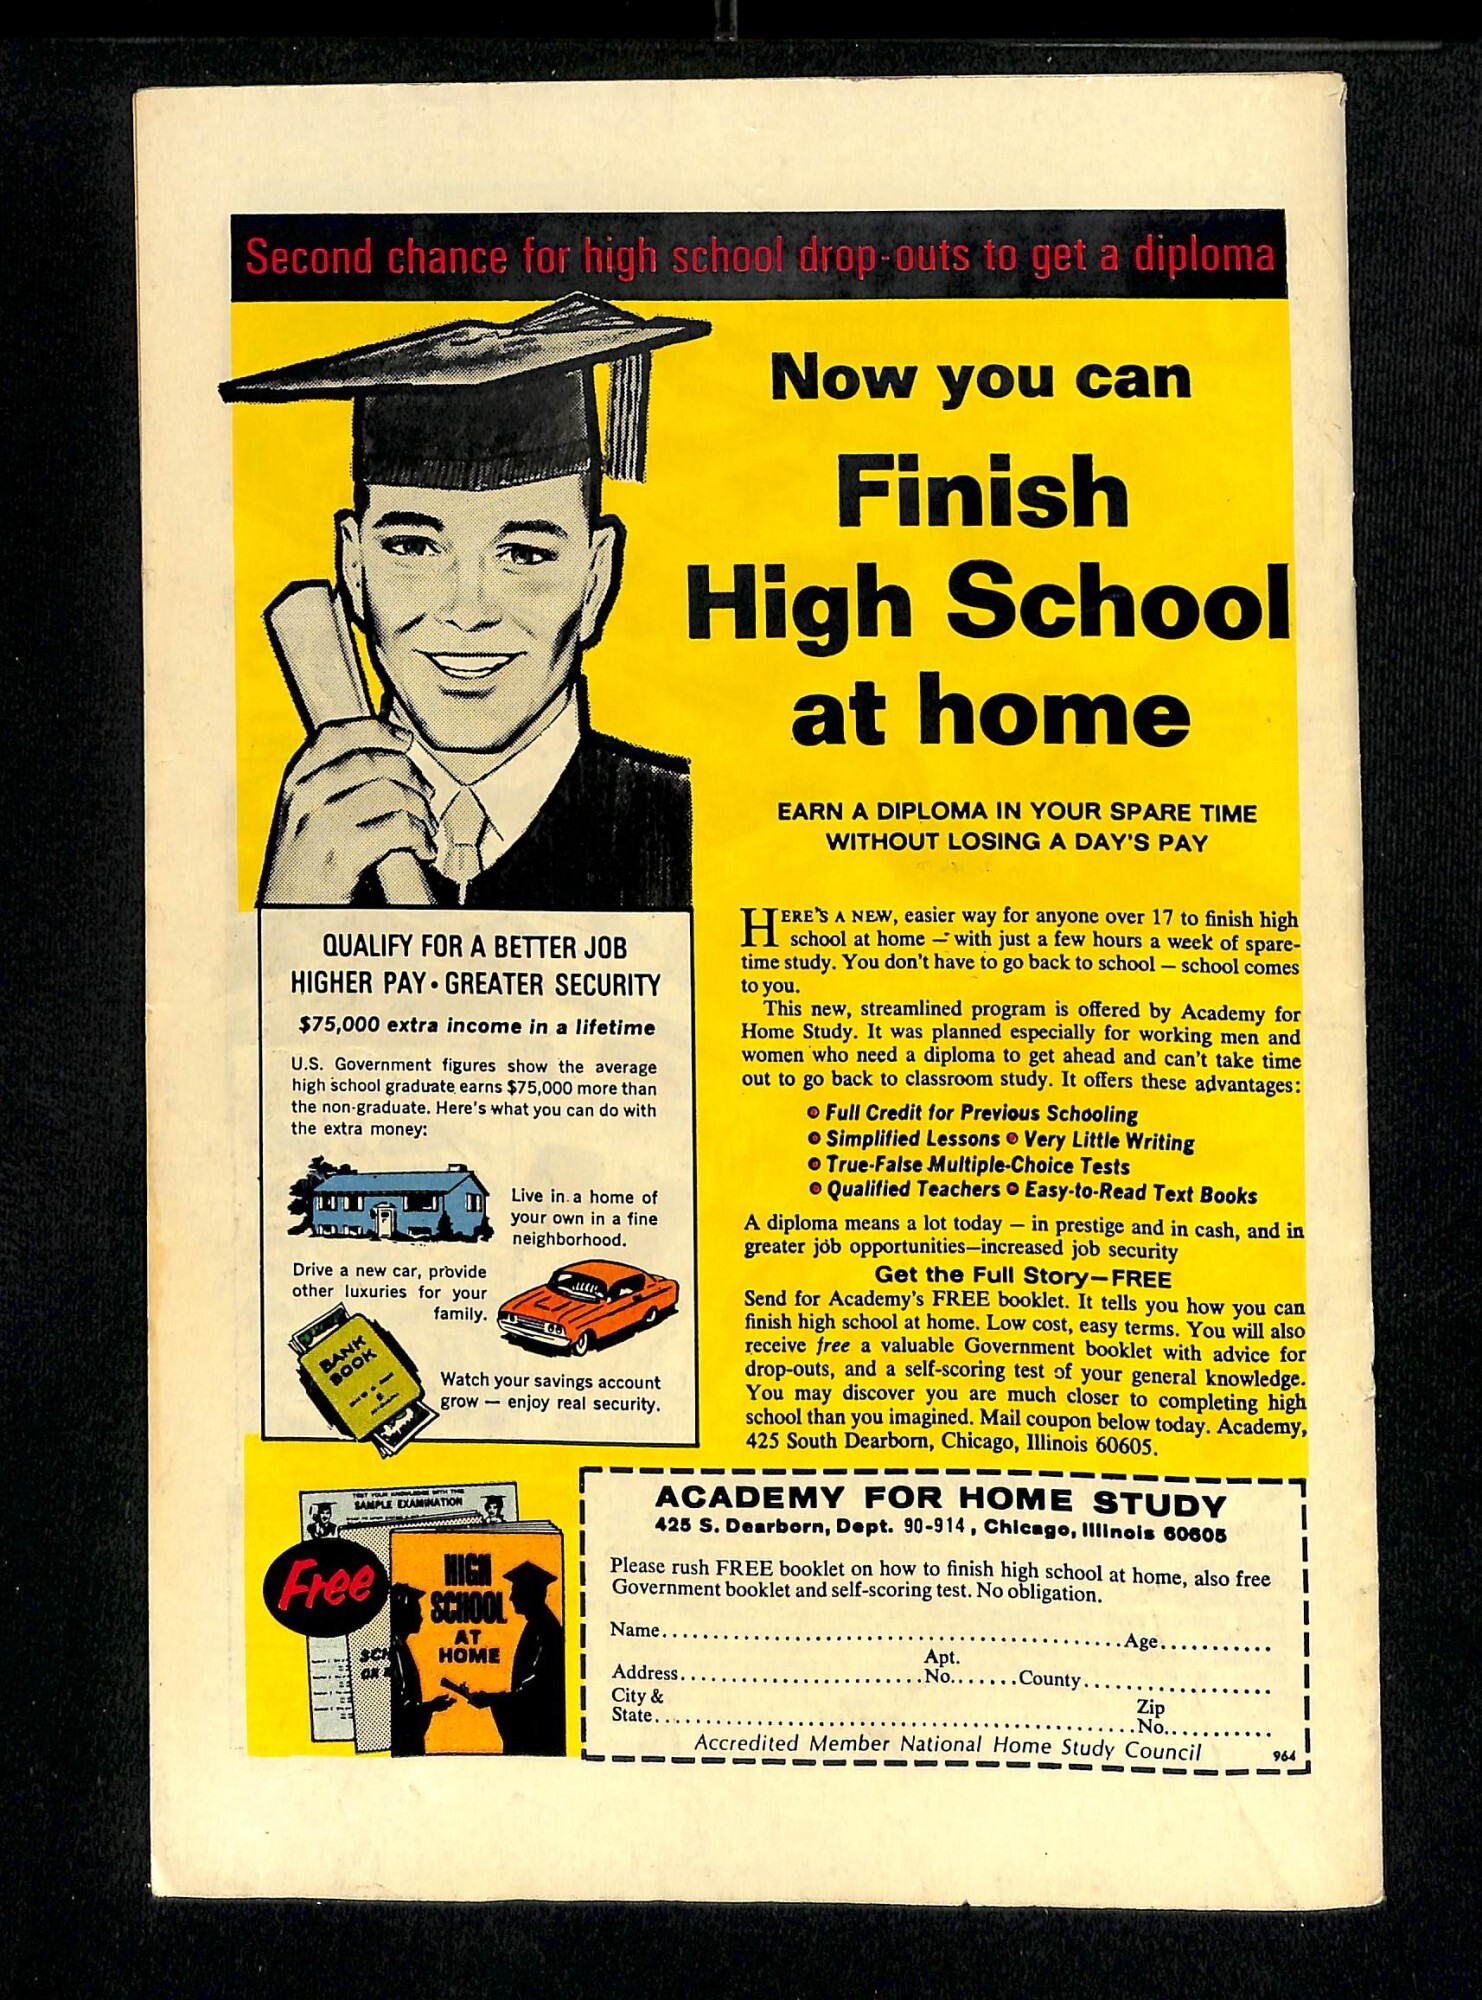 Second chance for high school drop-outs to get a diploma
Now you can
Finish
High School
at home
EARN A DIPLOMA IN YOUR SPARE TIME
WITHOUT LOSING A DAY'S PAY
QUALIFY FOR A BETTER JOB
HIGHER PAY • GREATER SECURITY
$75,000 extra income in a lifetime
U.S. Government figures show the average
high school graduate earns $75,000 more than
the non-graduate. Here's what you can do with
the extra money:
Live in a home of
your own in a fine
neighborhood.
Drive a new car, provide
other luxuries for your
family.
BANK
BOOK
Watch your savings account
grow — enjoy real security.
HERE'S A NEW, easier way for anyone over 17 to finish high
school at home — with just a few hours a week of spare-
time study. You don't have to go back to school — school comes
to you.
This new, streamlined program is offered by Academy for
Home Study. It was planned especially for working men and
women who need a diploma to get ahead and can't take time
out to go back to classroom study. It offers these advantages:
• Full Credit for Previous Schooling
• Simplified Lessons • Very Little Writing
• True-False Multiple-Choice Tests
• Qualified Teachers • Easy-to-Read Text Books
A diploma means a lot today — in prestige and in cash, and in
greater job opportunities—increased job security
Get the Full Story—FREE
Send for Academy's FREE booklet. It tells you how you can
finish high school at home. Low cost, easy terms. You will also
receive free a valuable Government booklet with advice for
drop-outs, and a self-scoring test of your general knowledge.
You may discover you are much closer to completing high
school than you imagined. Mail coupon below today. Academy,
425 South Dearborn, Chicago, Illinois 60605.
TEST YOUR KNOWLEDGE WITH THIS
SAMPLE EXAMINATION
Free
HIGH
SCHOOL
AT
HOME
ACADEMY FOR HOME STUDY
425 S. Dearborn, Dept. 90-914, Chicago, Illinois 60605
Please rush FREE booklet on how to finish high school at home, also free
Government booklet and self-scoring test. No obligation.
Name..........Age..........
Apt.
Address..........No.......County..........
City &
Zip
State..........No..........
Accredited Member National Home Study Council
964